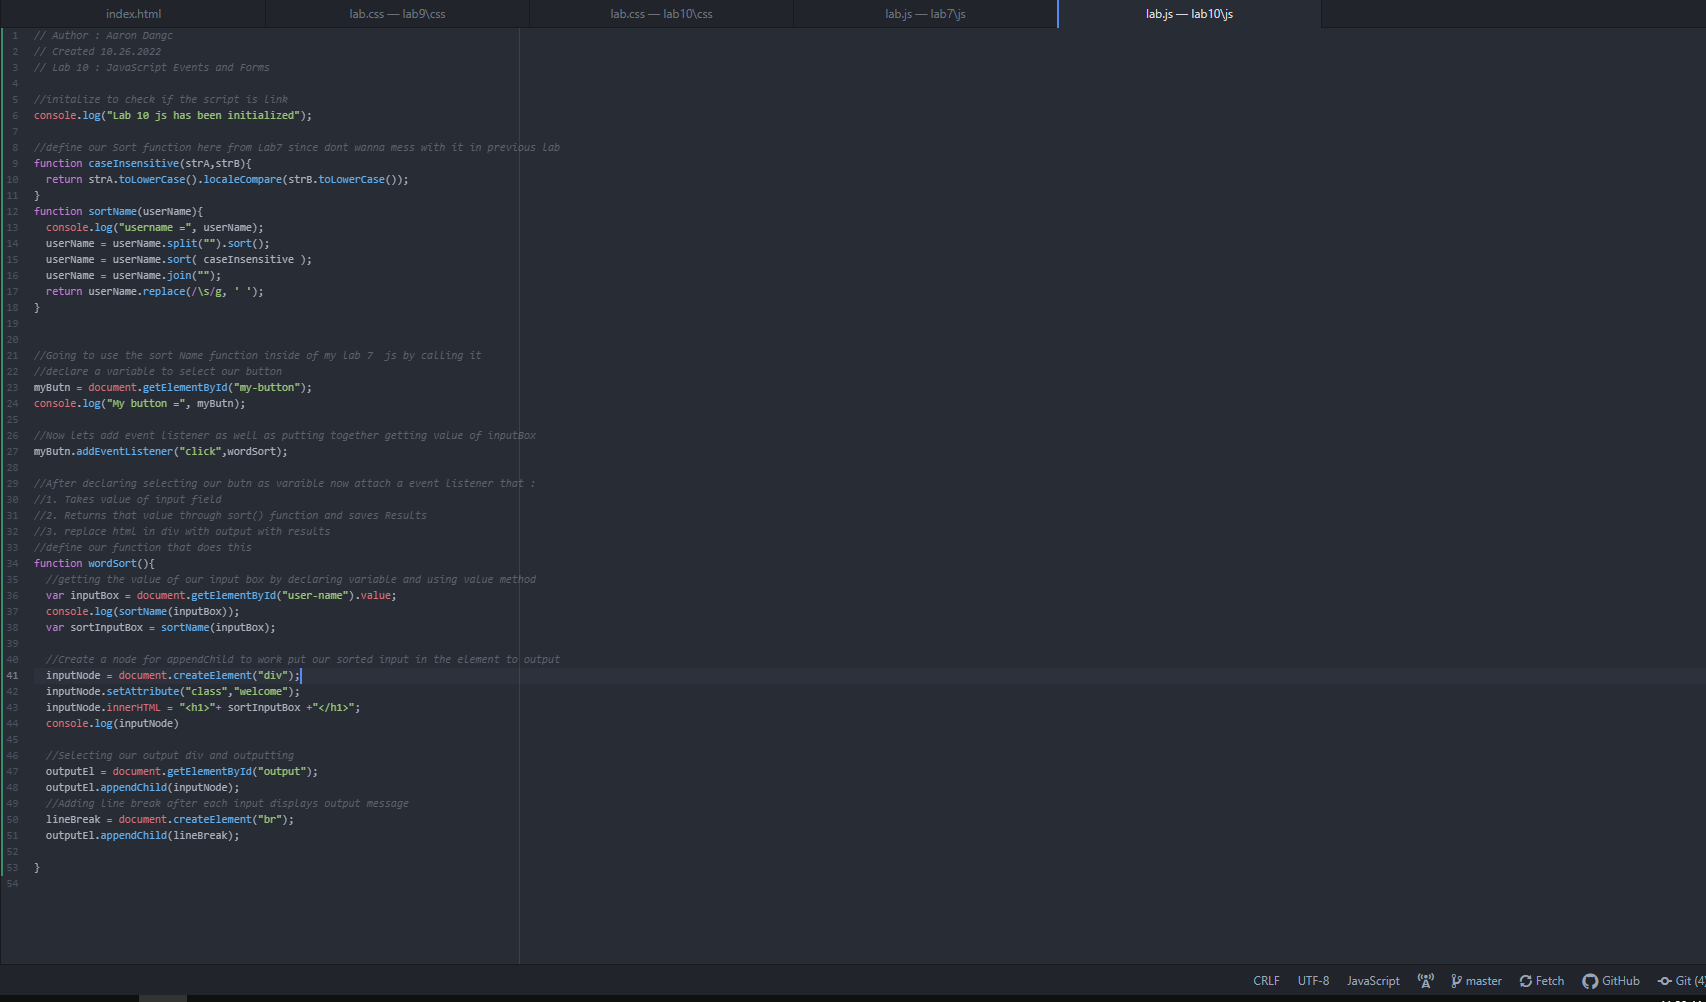 index.html
lab.css — lab9\css
lab.css — lab10\css
lab.js — lab7\js
lab.js — lab10\js
1 // Author : Aaron Dangc
2 // Created 10.26.2022
3 // Lab 10 : JavaScript Events and Forms
4
5 //initalize to check if the script is link
6 console.log("Lab 10 js has been initialized");
7
8 //define our Sort function here from Lab7 since dont wanna mess with it in previous lab
9 function caseInsensitive(strA,strB){
10 return strA.toLowerCase().localeCompare(strB.toLowerCase());
11 }
12 function sortName(userName){
13 console.log("username =", userName);
14 userName = userName.split("").sort();
15 userName = userName.sort( caseInsensitive );
16 userName = userName.join("");
17 return userName.replace(/\s/g, ' ');
18 }
19
20
21 //Going to use the sort Name function inside of my lab 7  js by calling it
22 //declare a variable to select our button
23 myButn = document.getElementById("my-button");
24 console.log("My button =", myButn);
25
26 //Now lets add event listener as well as putting together getting value of inputBox
27 myButn.addEventListener("click",wordSort);
28
29 //After declaring selecting our butn as varaible now attach a event listener that :
30 //1. Takes value of input field
31 //2. Returns that value through sort() function and saves Results
32 //3. replace html in div with output with results
33 //define our function that does this
34 function wordSort(){
35 //getting the value of our input box by declaring variable and using value method
36 var inputBox = document.getElementById("user-name").value;
37 console.log(sortName(inputBox));
38 var sortInputBox = sortName(inputBox);
39
40 //Create a node for appendChild to work put our sorted input in the element to output
41 inputNode = document.createElement("div");
42 inputNode.setAttribute("class","welcome");
43 inputNode.innerHTML = "<h1>"+ sortInputBox +"</h1>";
44 console.log(inputNode)
45
46 //Selecting our output div and outputting
47 outputEl = document.getElementById("output");
48 outputEl.appendChild(inputNode);
49 //Adding line break after each input displays output message
50 lineBreak = document.createElement("br");
51 outputEl.appendChild(lineBreak);
52
53 }
54
CRLF UTF-8 JavaScript master Fetch GitHub Git (4